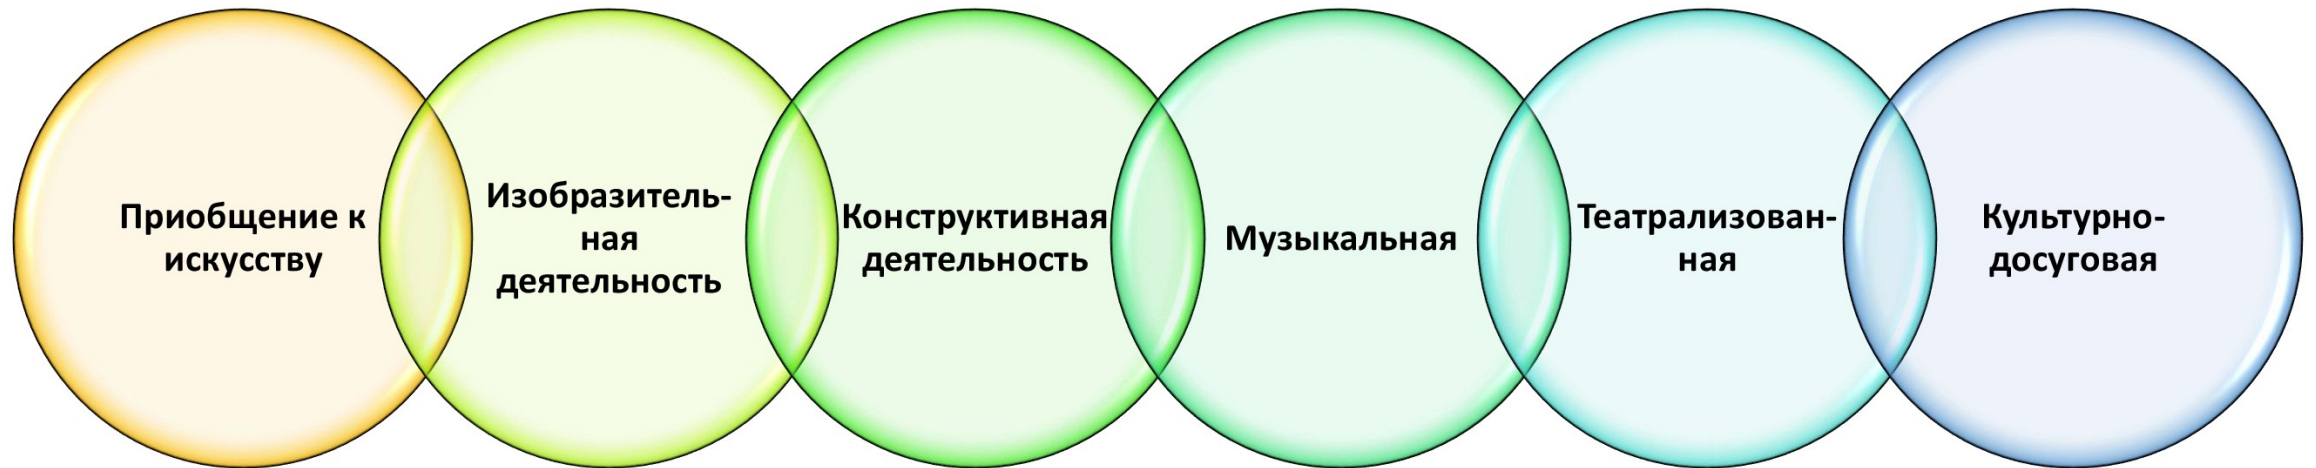 Приобщение к
искусству
Изобразитель-
ная
деятельность
Конструктивная
деятельность
Музыкальная
Театрализован-
ная
Культурно-
досуговая